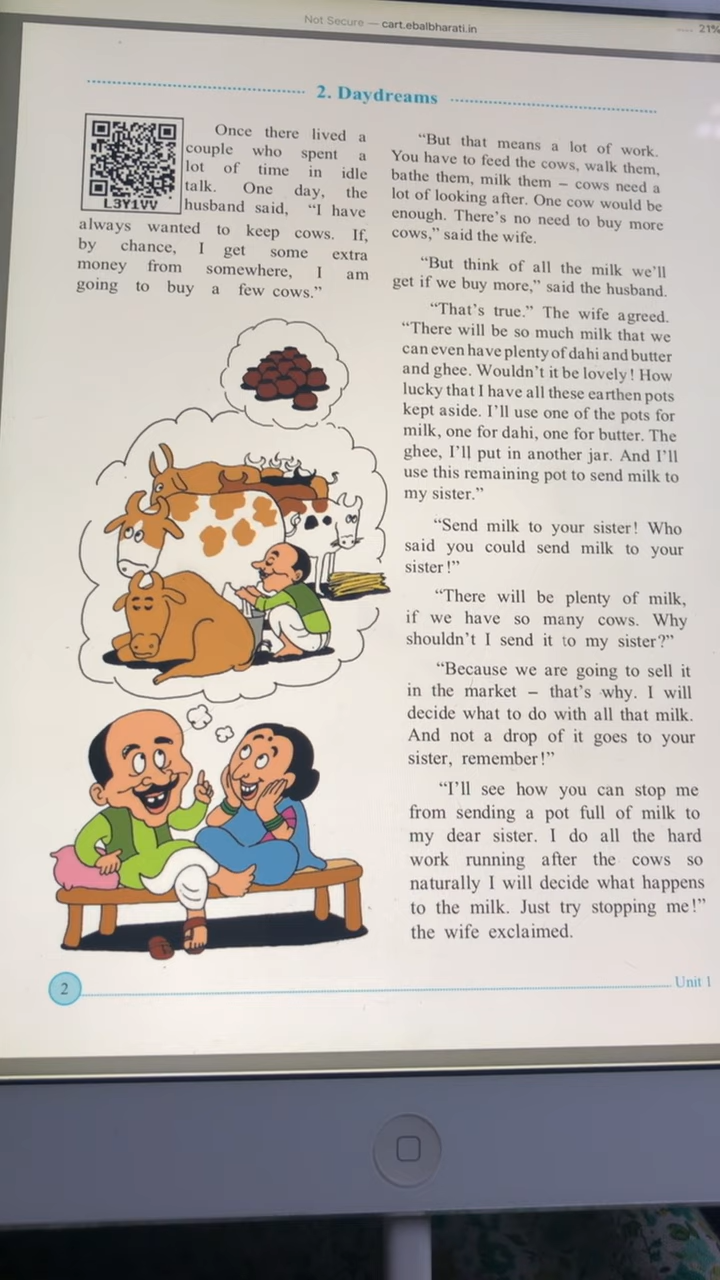 Not Secure — cart.ebalbharati.in
21%
2. Daydreams
L3Y1VV
Once there lived a
couple who spent a
lot of time in idle
talk. One day, the
husband said, “I have
always wanted to keep cows. If,
by chance, I get some extra
money from somewhere, I am
going to buy a few cows.”
“But that means a lot of work.
You have to feed the cows, walk them,
bathe them, milk them – cows need a
lot of looking after. One cow would be
enough. There’s no need to buy more
cows,” said the wife.
“But think of all the milk we’ll
get if we buy more,” said the husband.
“That’s true.” The wife agreed.
“There will be so much milk that we
can even have plenty of dahi and butter
and ghee. Wouldn’t it be lovely! How
lucky that I have all these earthen pots
kept aside. I’ll use one of the pots for
milk, one for dahi, one for butter. The
ghee, I’ll put in another jar. And I’ll
use this remaining pot to send milk to
my sister.”
“Send milk to your sister! Who
said you could send milk to your
sister!”
“There will be plenty of milk,
if we have so many cows. Why
shouldn’t I send it to my sister?”
“Because we are going to sell it
in the market – that’s why. I will
decide what to do with all that milk.
And not a drop of it goes to your
sister, remember!”
“I’ll see how you can stop me
from sending a pot full of milk to
my dear sister. I do all the hard
work running after the cows so
naturally I will decide what happens
to the milk. Just try stopping me!”
the wife exclaimed.
2
Unit 1